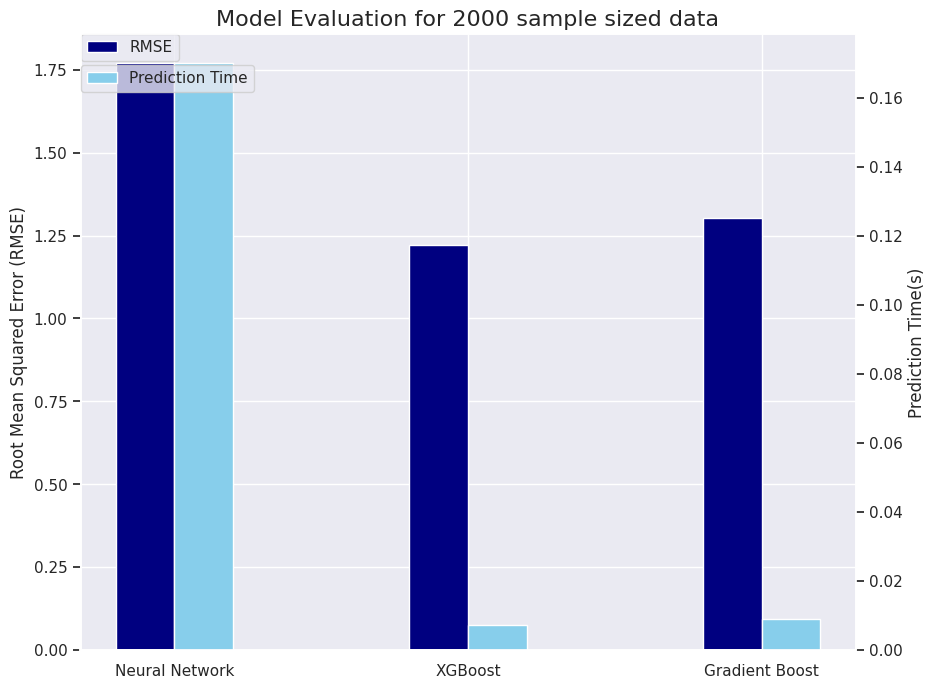 Model Evaluation for 2000 sample sized data
RMSE
Prediction Time
Root Mean Squared Error (RMSE)
1.75
1.50
1.25
1.00
0.75
0.50
0.25
0.00
Prediction Time(s)
0.16
0.14
0.12
0.10
0.08
0.06
0.04
0.02
0.00
Neural Network
XGBoost
Gradient Boost